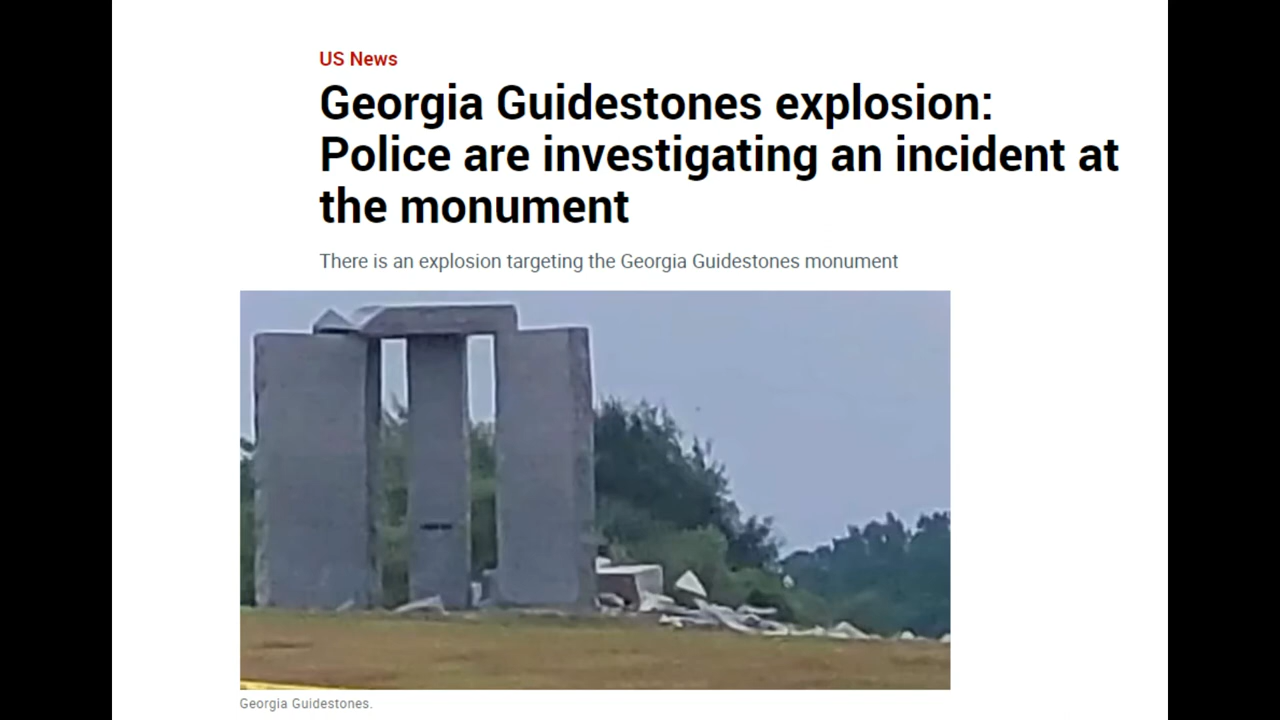 US News
Georgia Guidestones explosion:
Police are investigating an incident at
the monument
There is an explosion targeting the Georgia Guidestones monument
Georgia Guidestones.